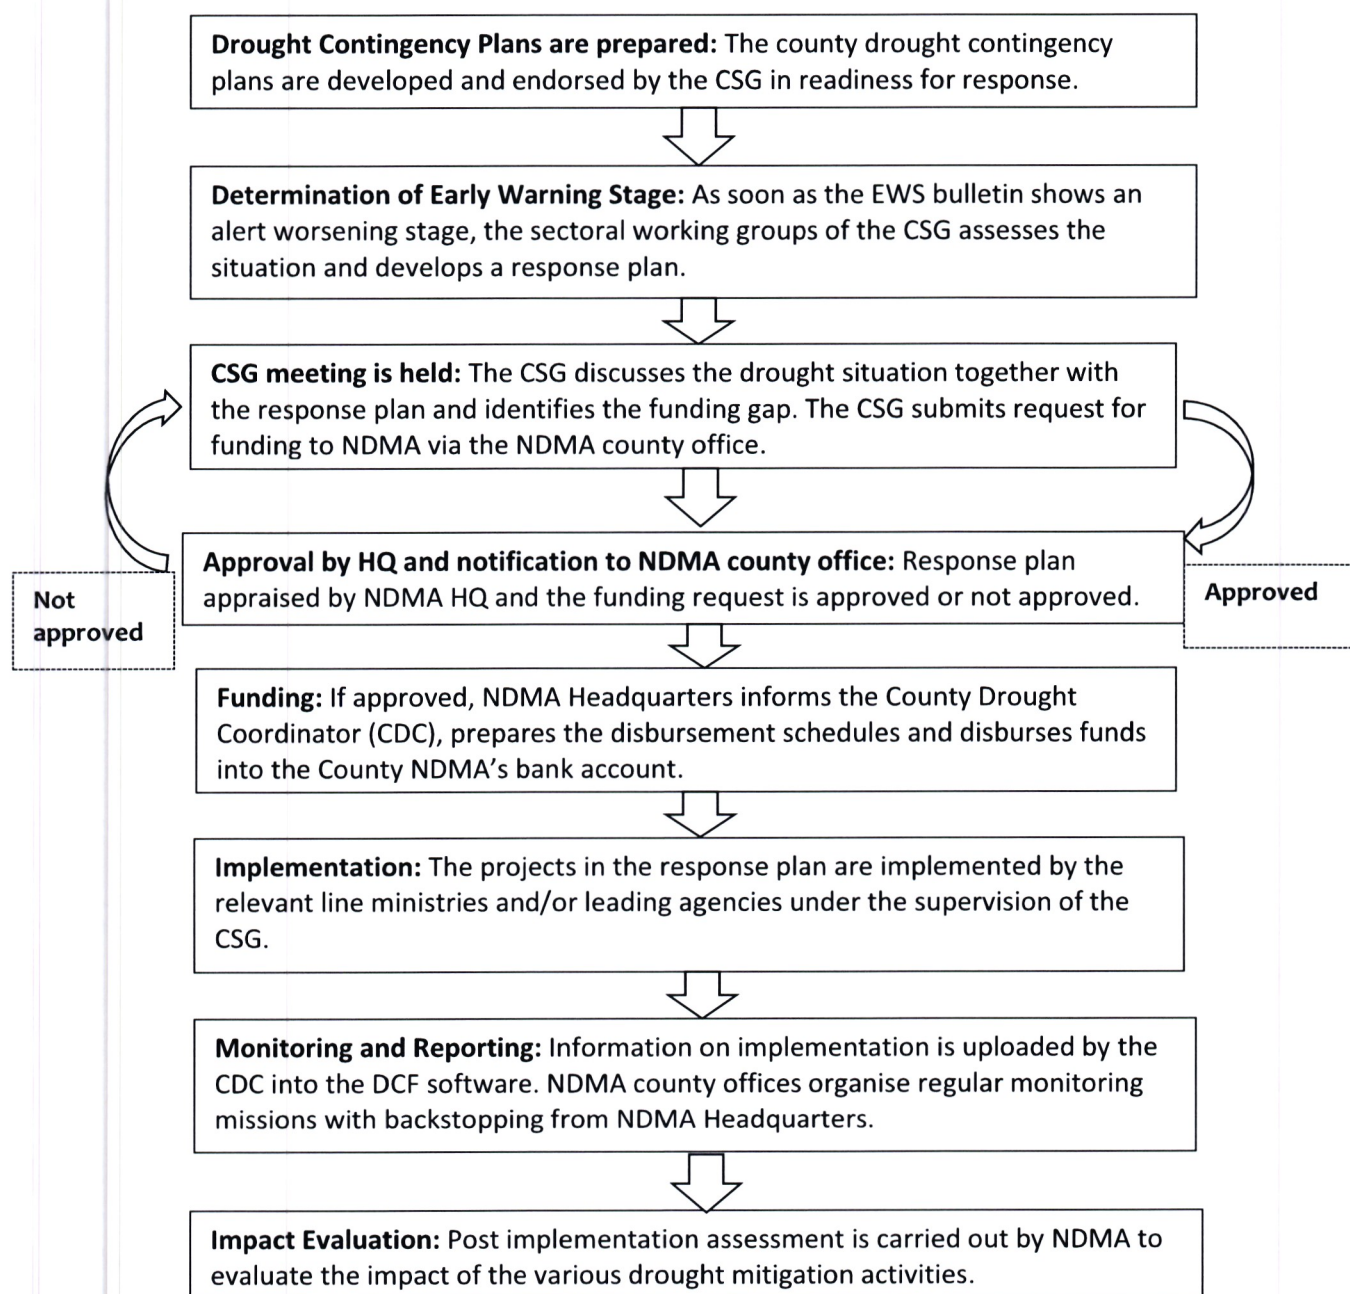 Drought Contingency Plans are prepared: The county drought contingency
plans are developed and endorsed by the CSG in readiness for response.
Determination of Early Warning Stage: As soon as the EWS bulletin shows an
alert worsening stage, the sectoral working groups of the CSG assesses the
situation and develops a response plan.
CSG meeting is held: The CSG discusses the drought situation together with
the response plan and identifies the funding gap. The CSG submits request for
funding to NDMA via the NDMA county office.
Approval by HQ and notification to NDMA county office: Response plan
appraised by NDMA HQ and the funding request is approved or not approved.
Not
approved
Approved
Funding: If approved, NDMA Headquarters informs the County Drought
Coordinator (CDC), prepares the disbursement schedules and disburses funds
into the County NDMA’s bank account.
Implementation: The projects in the response plan are implemented by the
relevant line ministries and/or leading agencies under the supervision of the
CSG.
Monitoring and Reporting: Information on implementation is uploaded by the
CDC into the DCF software. NDMA county offices organise regular monitoring
missions with backstopping from NDMA Headquarters.
Impact Evaluation: Post implementation assessment is carried out by NDMA to
evaluate the impact of the various drought mitigation activities.